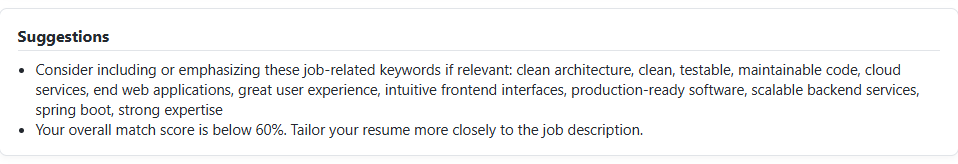 Suggestions
• Consider including or emphasizing these job-related keywords if relevant: clean architecture, clean, testable, maintainable code, cloud
services, end web applications, great user experience, intuitive frontend interfaces, production-ready software, scalable backend services,
spring boot, strong expertise
• Your overall match score is below 60%. Tailor your resume more closely to the job description.